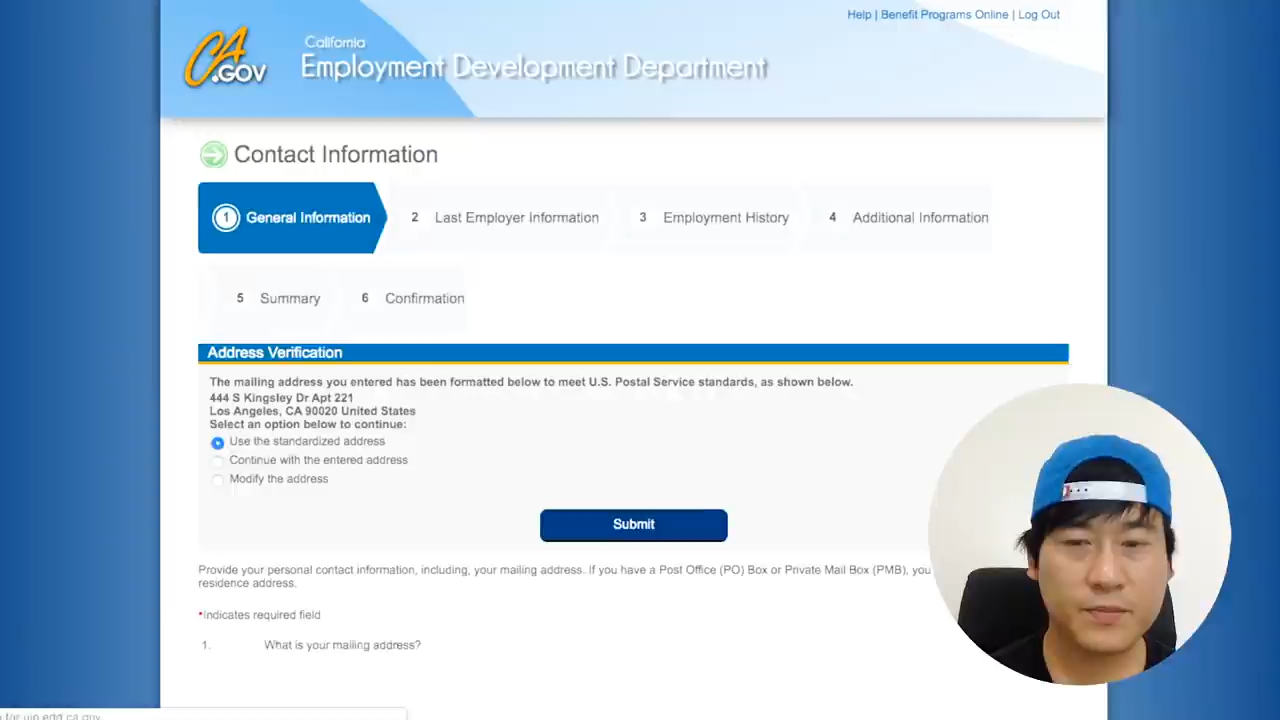 Help | Benefit Programs Online | Log Out
CA
.GOV
California
Employment Development Department
Contact Information
1 General Information
2 Last Employer Information
3 Employment History
4 Additional Information
5 Summary
6 Confirmation
Address Verification
The mailing address you entered has been formatted below to meet U.S. Postal Service standards, as shown below.
444 S Kingsley Dr Apt 221
Los Angeles, CA 90020 United States
Select an option below to continue:
Use the standardized address
Continue with the entered address
Modify the address
Submit
Provide your personal contact information, including, your mailing address. If you have a Post Office (PO) Box or Private Mail Box (PMB), you
residence address.
*Indicates required field
1. What is your mailing address?